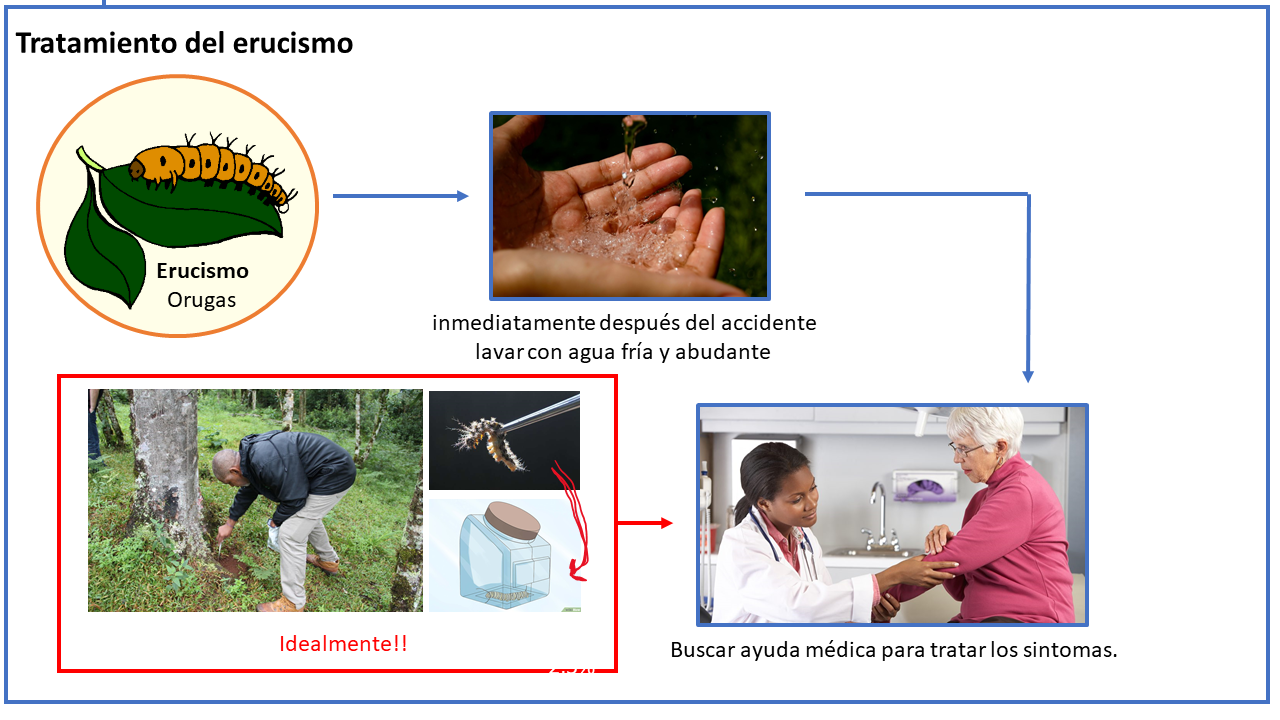 Tratamiento del erucismo
Erucismo
Orugas
inmediatamente después del accidente
lavar con agua fría y abudante
Idealmente!!
Buscar ayuda médica para tratar los sintomas.